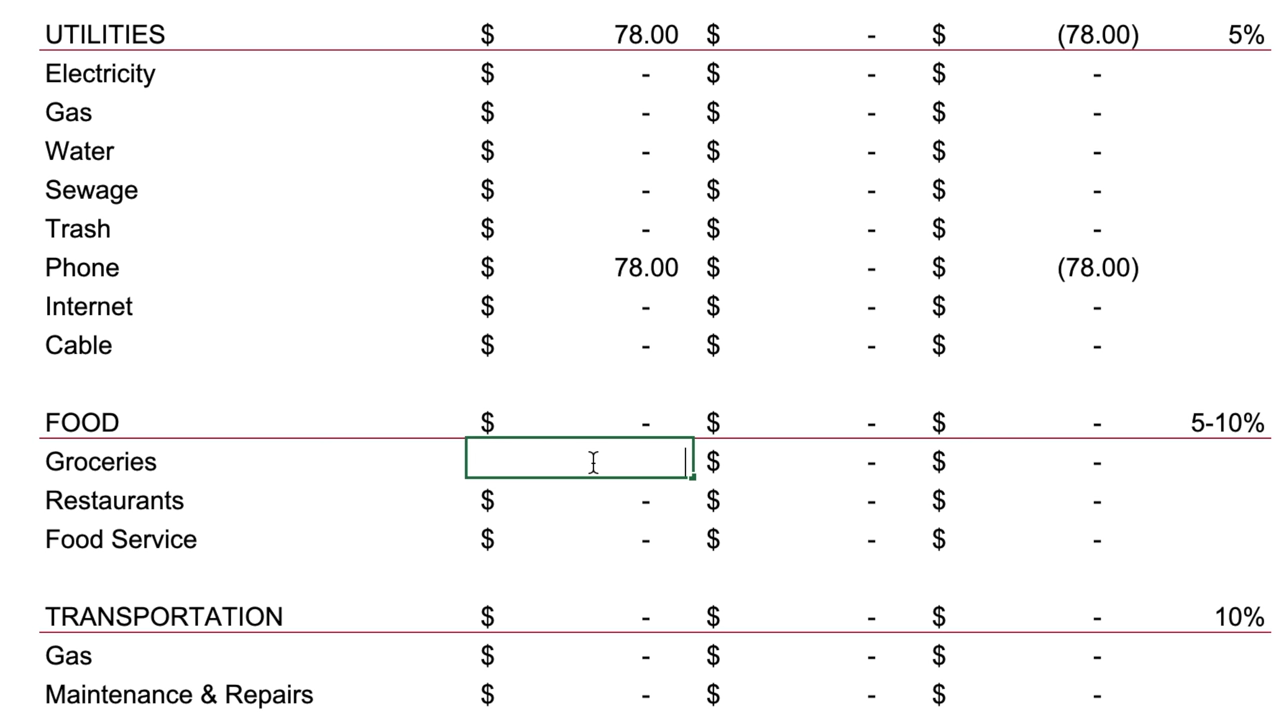 UTILITIES $ 78.00 $ - $ (78.00) 5%
Electricity $ - $ - $ -
Gas $ - $ - $ -
Water $ - $ - $ -
Sewage $ - $ - $ -
Trash $ - $ - $ -
Phone $ 78.00 $ - $ (78.00)
Internet $ - $ - $ -
Cable $ - $ - $ -
FOOD $ - $ - $ - 5-10%
Groceries $ - $ -
Restaurants $ - $ - $ -
Food Service $ - $ - $ -
TRANSPORTATION $ - $ - $ - 10%
Gas $ - $ - $ -
Maintenance & Repairs $ - $ - $ -